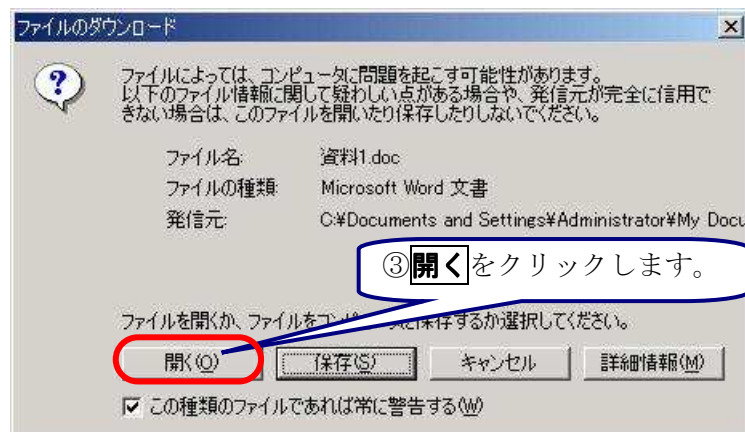 ファイルのダウンロード
ファイルによっては、コンピュータに問題を起こす可能性があります。
以下のファイル情報に関して疑わしい点がある場合や、発信元が完全に信用で
きない場合は、このファイルを開いたり保存したりしないでください。
ファイル名: 資料1.doc
ファイルの種類: Microsoft Word 文書
発信元: C:¥Documents and Settings¥Administrator¥My Docu
③開くをクリックします。
ファイルを開くか、ファイルをコンピュータに保存するか選択してください。
開く(O) 保存(S) キャンセル 詳細情報(M)
この種類のファイルであれば常に警告する(W)